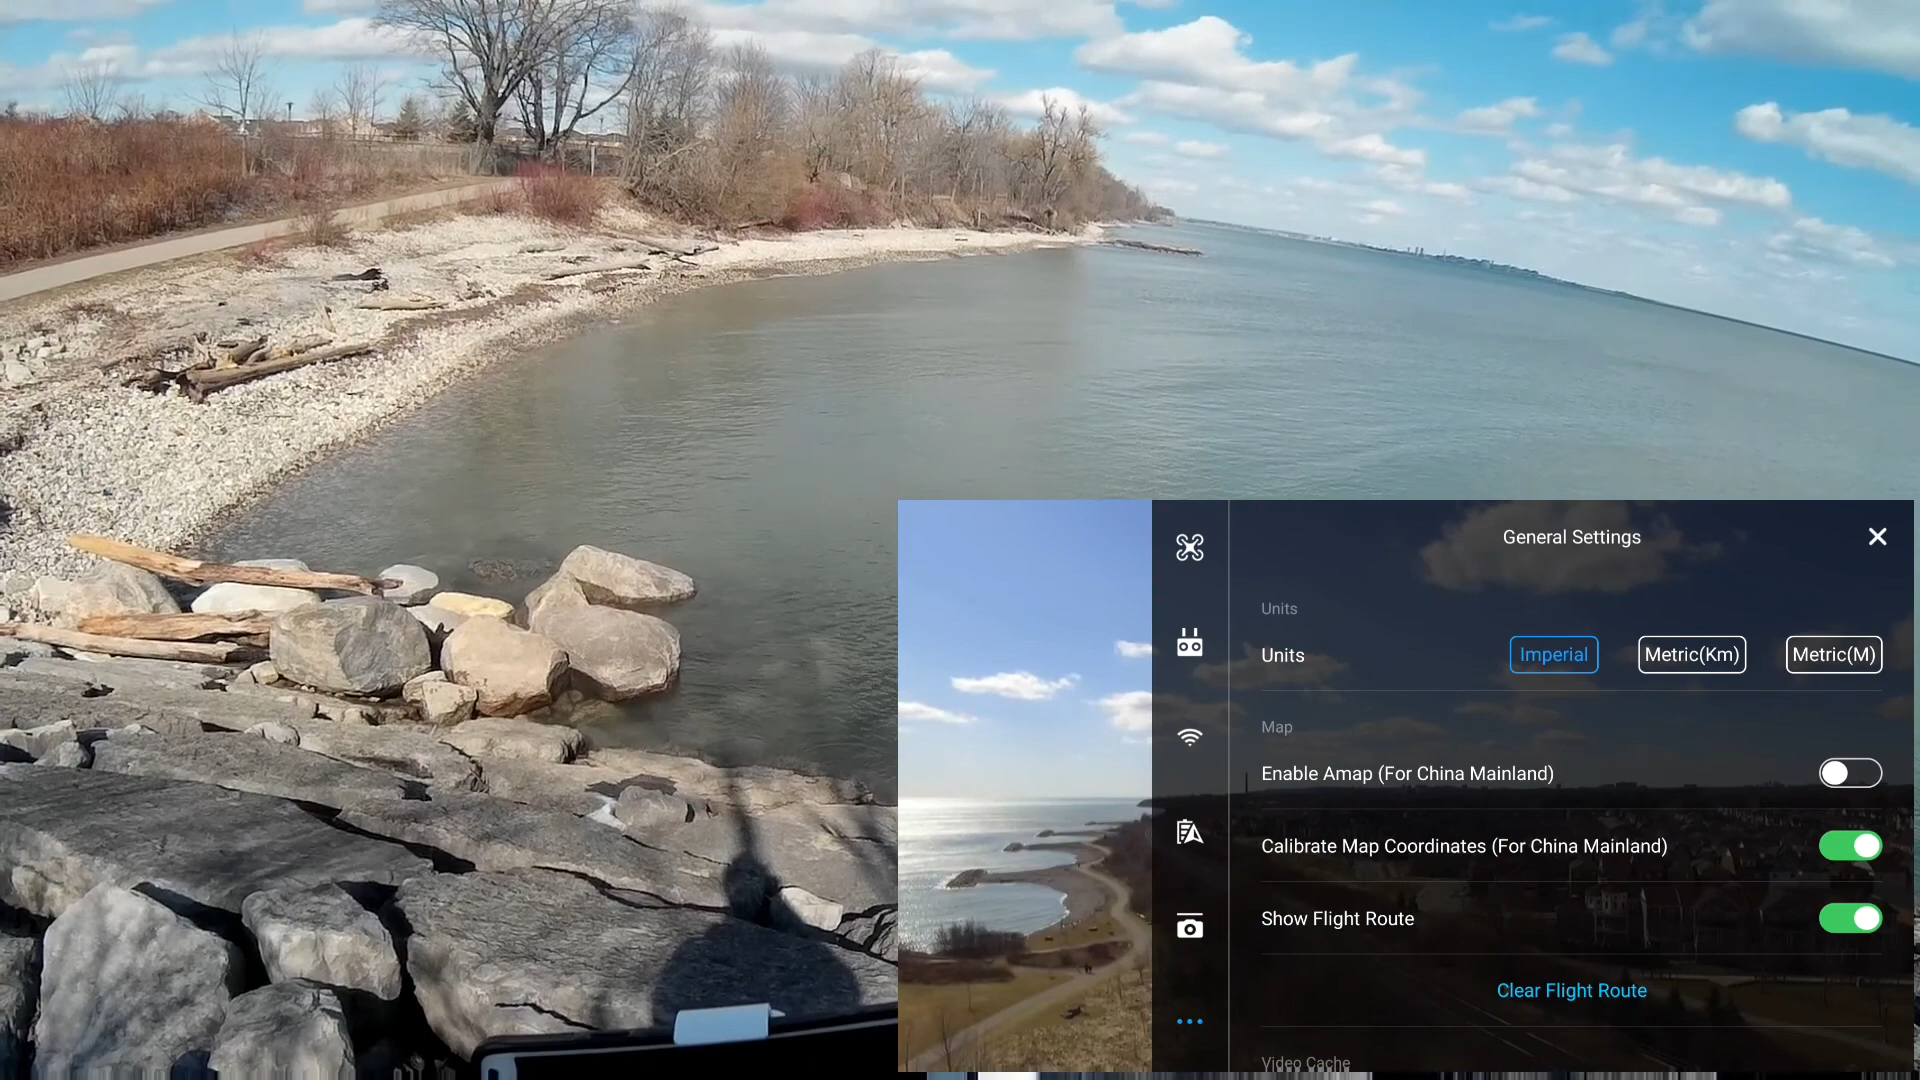 General Settings
Units
Units Imperial Metric(Km) Metric(M)
Map
Enable Amap (For China Mainland)
Calibrate Map Coordinates (For China Mainland)
Show Flight Route
Clear Flight Route
Video Cache